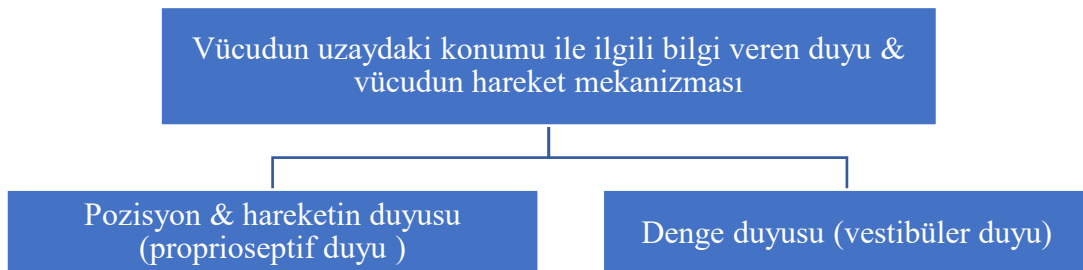 Vücudun uzaydaki konumu ile ilgili bilgi veren duyu &
vücudun hareket mekanizması
Pozisyon & hareketin duyusu
(proprioseptif duyu )
Denge duyusu (vestibüler duyu)